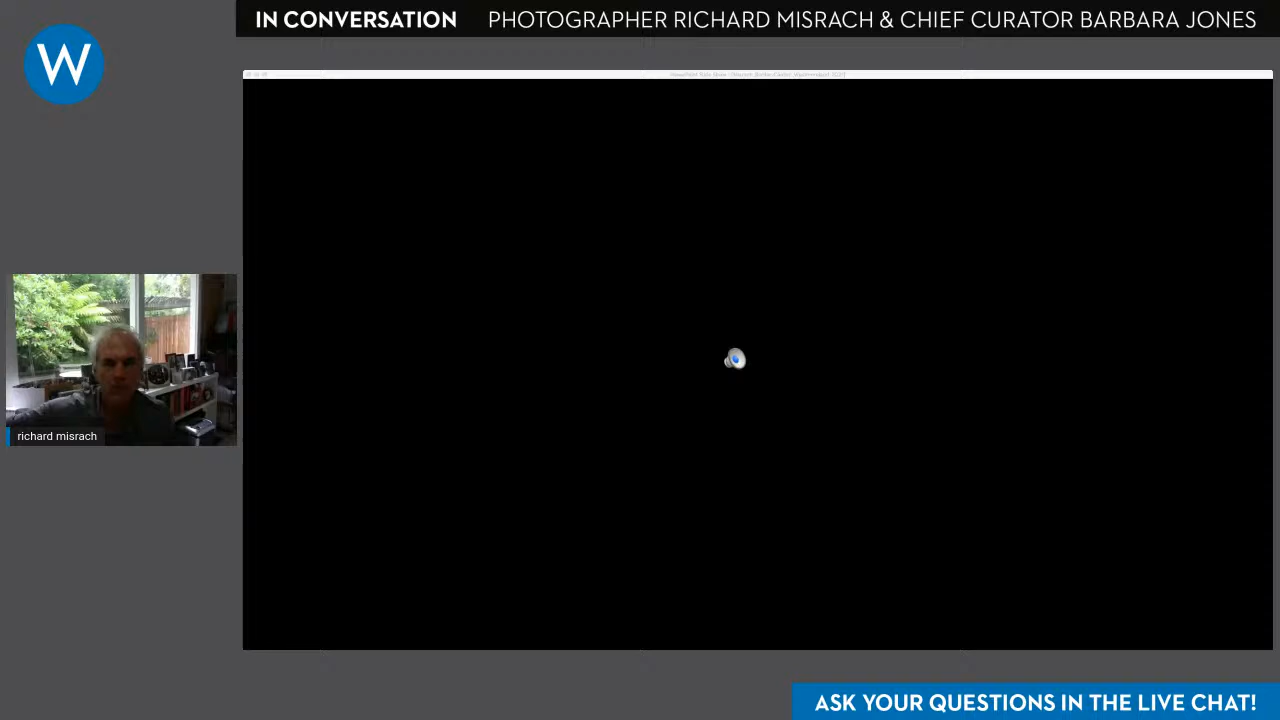 IN CONVERSATION PHOTOGRAPHER RICHARD MISRACH & CHIEF CURATOR BARBARA JONES
W
richard misrach
ASK YOUR QUESTIONS IN THE LIVE CHAT!